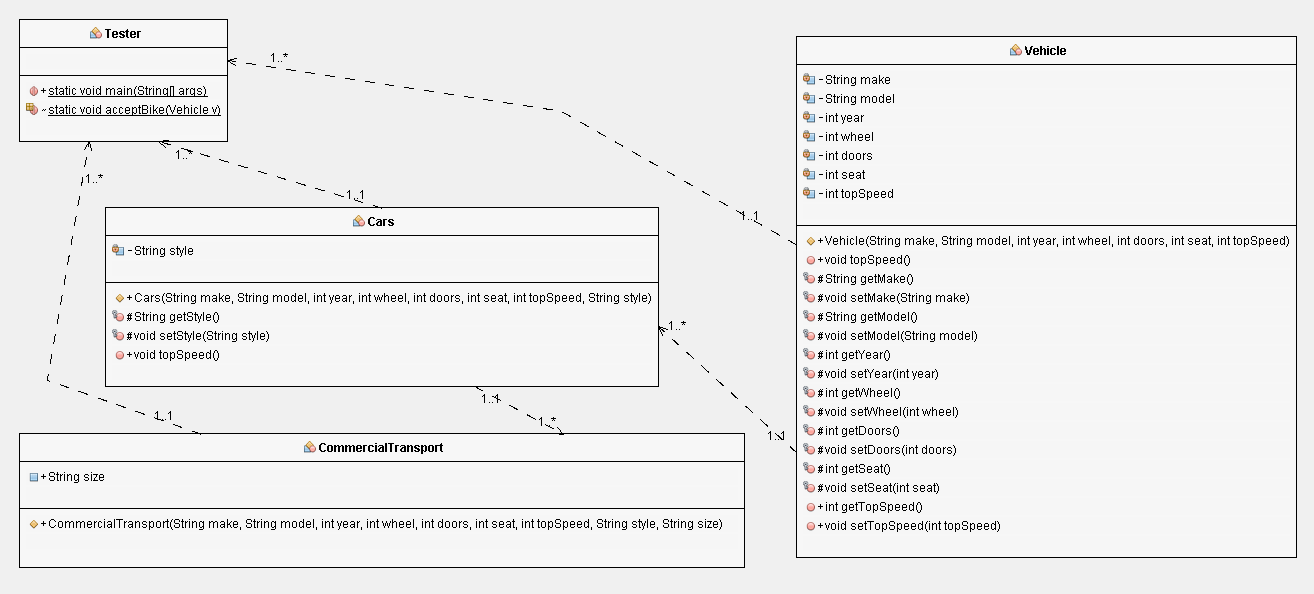 Tester
+static void main(String[] args)
~static void acceptBike(Vehicle v)
1..*
1..*
1..*
1..1
1..1
Cars
-String style
+Cars(String make, String model, int year, int wheel, int doors, int seat, int topSpeed, String style)
#String getStyle()
#void setStyle(String style)
+void topSpeed()
1..*
1..1
1..1
1..*
1..1
CommercialTransport
+String size
+CommercialTransport(String make, String model, int year, int wheel, int doors, int seat, int topSpeed, String style, String size)
Vehicle
-String make
-String model
-int year
-int wheel
-int doors
-int seat
-int topSpeed
+Vehicle(String make, String model, int year, int wheel, int doors, int seat, int topSpeed)
+void topSpeed()
#String getMake()
#void setMake(String make)
#String getModel()
#void setModel(String model)
#int getYear()
#void setYear(int year)
#int getWheel()
#void setWheel(int wheel)
#int getDoors()
#void setDoors(int doors)
#int getSeat()
#void setSeat(int seat)
+int getTopSpeed()
+void setTopSpeed(int topSpeed)